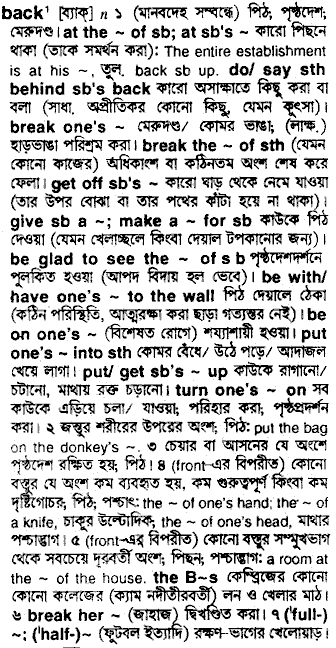 back¹ [ব্যাক] n ১ (মানবদেহ সম্বন্ধে) পিঠ; পৃষ্ঠদেশ;
মেরুদণ্ড। at the ~ of sb; at sb's ~ কারো পিছনে
থাকা (তাকে সমর্থন করা): The entire establishment
is at his ~, তুল. back sb up. do/ say sth
behind sb's back কারো অসাক্ষাতে কিছু করা বা
বলা (সাধা. অপ্রীতিকর কোনো কিছু, যেমন কুৎসা)।
break one's ~ মেরুদণ্ড/ কোমর ভাঙা; (লাক্ষ.)
হাড়ভাঙা পরিশ্রম করা। break the ~ of sth (যেমন
কোনো কাজের) অধিকাংশ বা কঠিনতম অংশ শেষ করে
ফেলা। get off sb's ~ কারো ঘাড় থেকে নেমে যাওয়া
(তার উপর বোঝা বা তার পথের কাঁটা হয়ে না থাকা)।
give sb a ~; make a ~ for sb কাউকে পিঠ
দেওয়া (যেমন খেলাচ্ছলে কিংবা দেয়াল টপকানোর জন্য)।
be glad to see the ~ of s b পৃষ্ঠদেশদর্শনে
পুলকিত হওয়া (আপদ বিদায় হল ভেবে)। be with/
have one's ~ to the wall পিঠ দেয়ালে ঠেকা
(কঠিন পরিস্থিতি, আত্মরক্ষা করা ছাড়া গত্যন্তর নেই)। be
on one's ~ (বিশেষত রোগে) শয্যাশায়ী হওয়া। put
one's ~ into sth কোমর বেঁধে/ উঠে পড়ে/ আদাজল
খেয়ে লাগা। put/ get sb's ~ up কাউকে রাগানো/
চটানো, মাথায় রক্ত চড়ানো। turn one's ~ on সব
কাউকে এড়িয়ে চলা/ যাওয়া; পরিহার করা; পৃষ্ঠপ্রদর্শন
করা। ২ জন্তুর শরীরের উপরের অংশ; পিঠ: put the bag
on the donkey's ~. ৩ চেয়ার বা আসনের যে অংশে
পৃষ্ঠদেশ রক্ষিত হয়; পিঠ। ৪ (front-এর বিপরীত) কোনো
বস্তুর যে অংশ কম ব্যবহৃত হয়, কম গুরুত্বপূর্ণ কিংবা কম
দৃষ্টিগোচর; পিঠ; পশ্চাৎ: the ~ of one's hand; the ~ of
a knife, চাকুর উল্টোদিক; the ~ of one's head, মাথার
পশ্চাদ্ভাগ। ৫ (front-এর বিপরীত) কোনো বস্তুর সম্মুখভাগ
থেকে সবচেয়ে দূরবর্তী অংশ; পিছন; পশ্চাদ্ভাগ: a room at
the ~ of the house. the B~s কেম্ব্রিজের কোনো
কোনো কলেজের (ক্যাম নদীতীরবর্তী) লন ও খেলার মাঠ।
৬ break her ~ (জাহাজ) দ্বিখণ্ডিত করা। ৭ ('full-)
~; ('half-)~ (ফুটবল ইত্যাদি) রক্ষণ-ভাগের খেলোয়াড়।